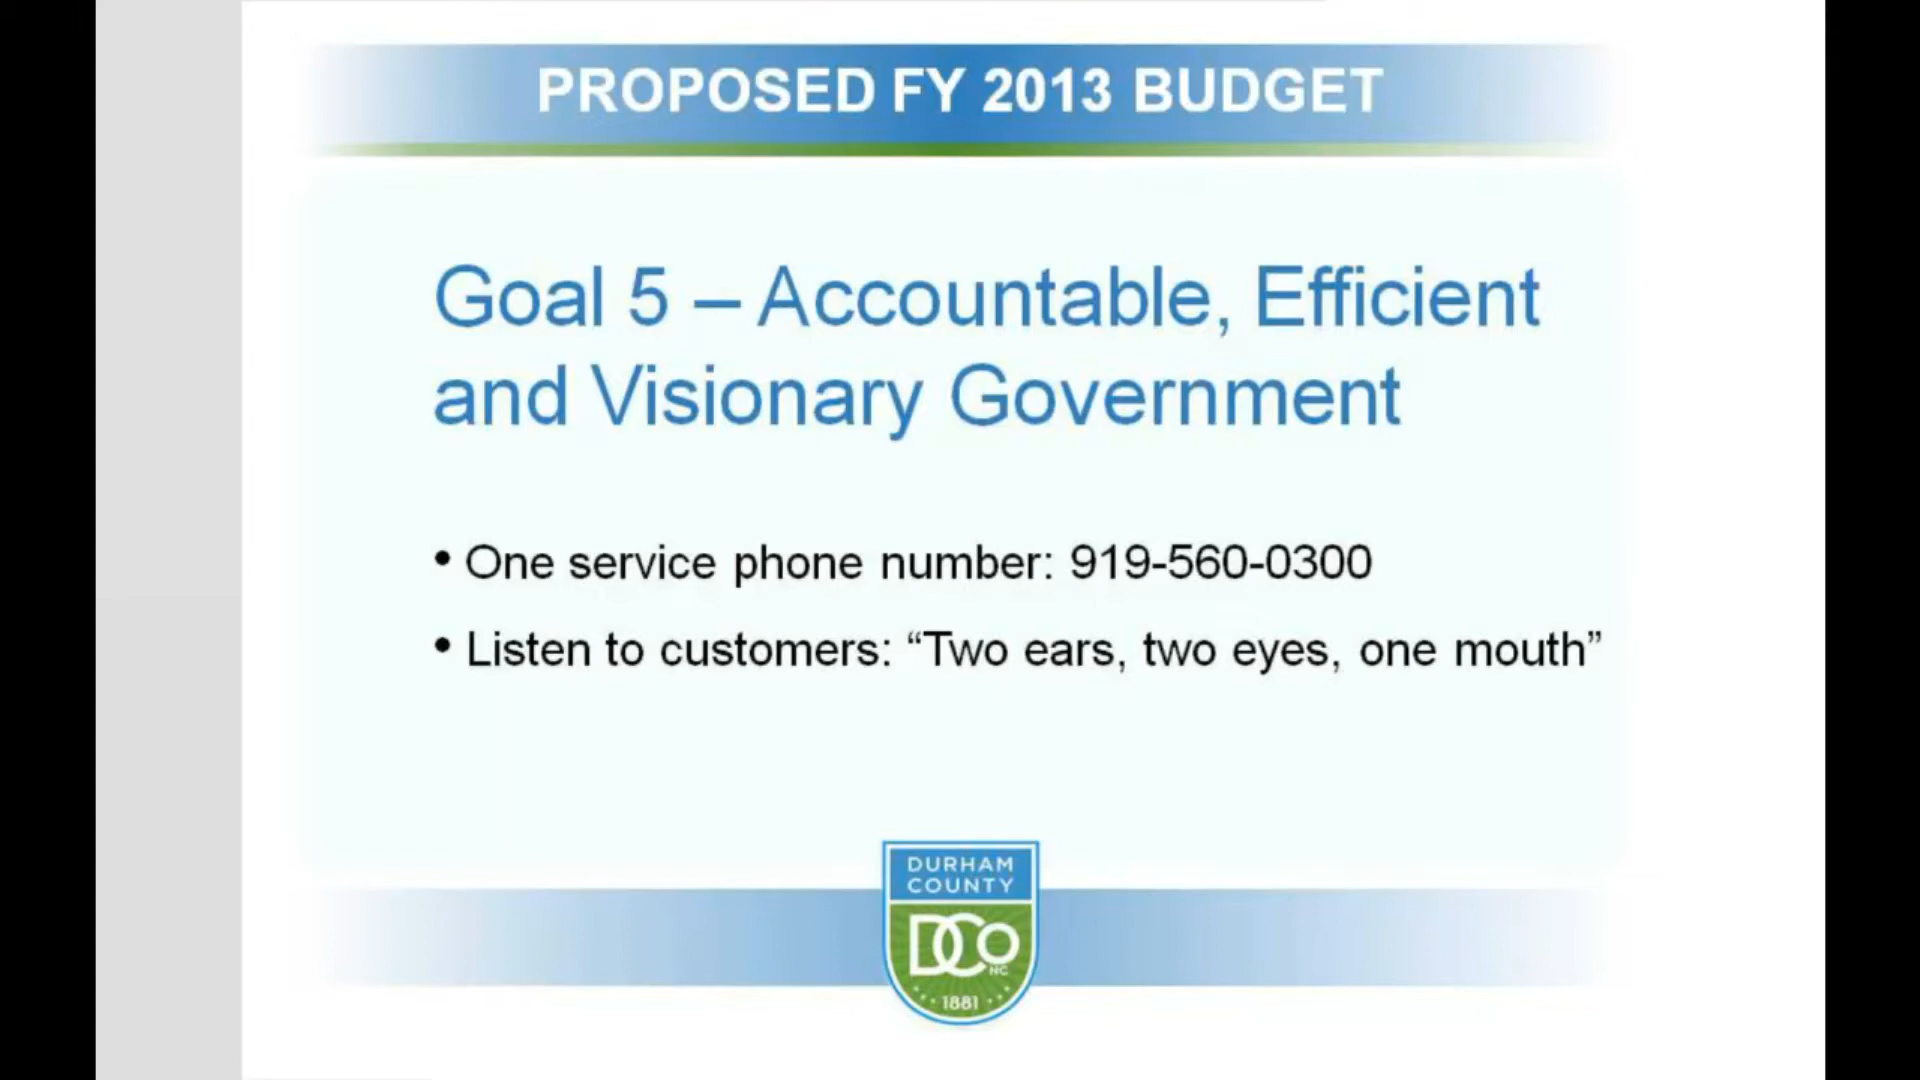 PROPOSED FY 2013 BUDGET
Goal 5 – Accountable, Efficient
and Visionary Government
• One service phone number: 919-560-0300
• Listen to customers: “Two ears, two eyes, one mouth”
DURHAM
COUNTY
DCo
NC
1881